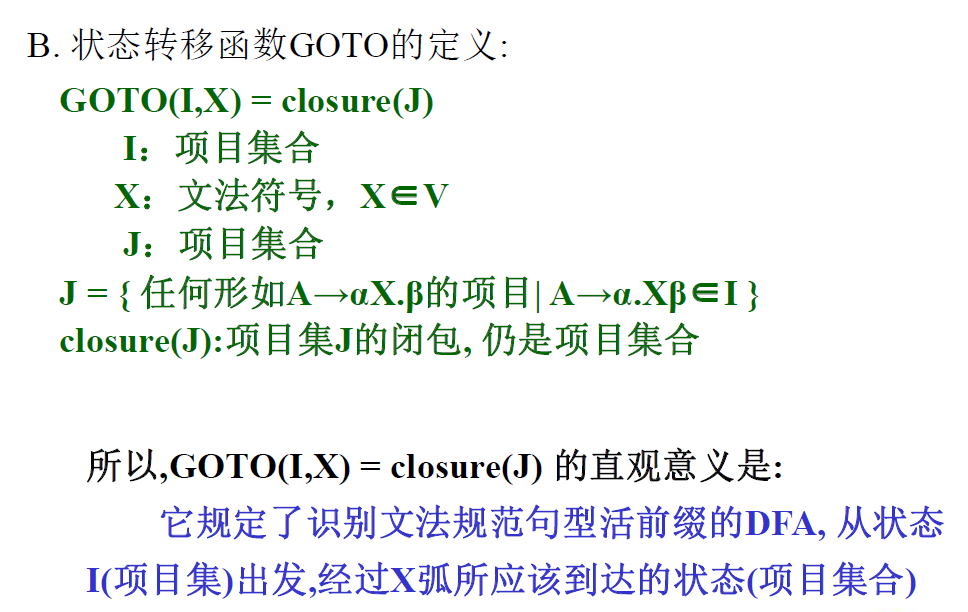 B. 状态转移函数GOTO的定义:
GOTO(I,X) = closure(J)
I：项目集合
X：文法符号，X∈V
J：项目集合
J = { 任何形如A→αX.β的项目| A→α.Xβ∈I }
closure(J):项目集J的闭包, 仍是项目集合
所以,GOTO(I,X) = closure(J) 的直观意义是:
它规定了识别文法规范句型活前缀的DFA, 从状态
I(项目集)出发,经过X弧所应该到达的状态(项目集合)